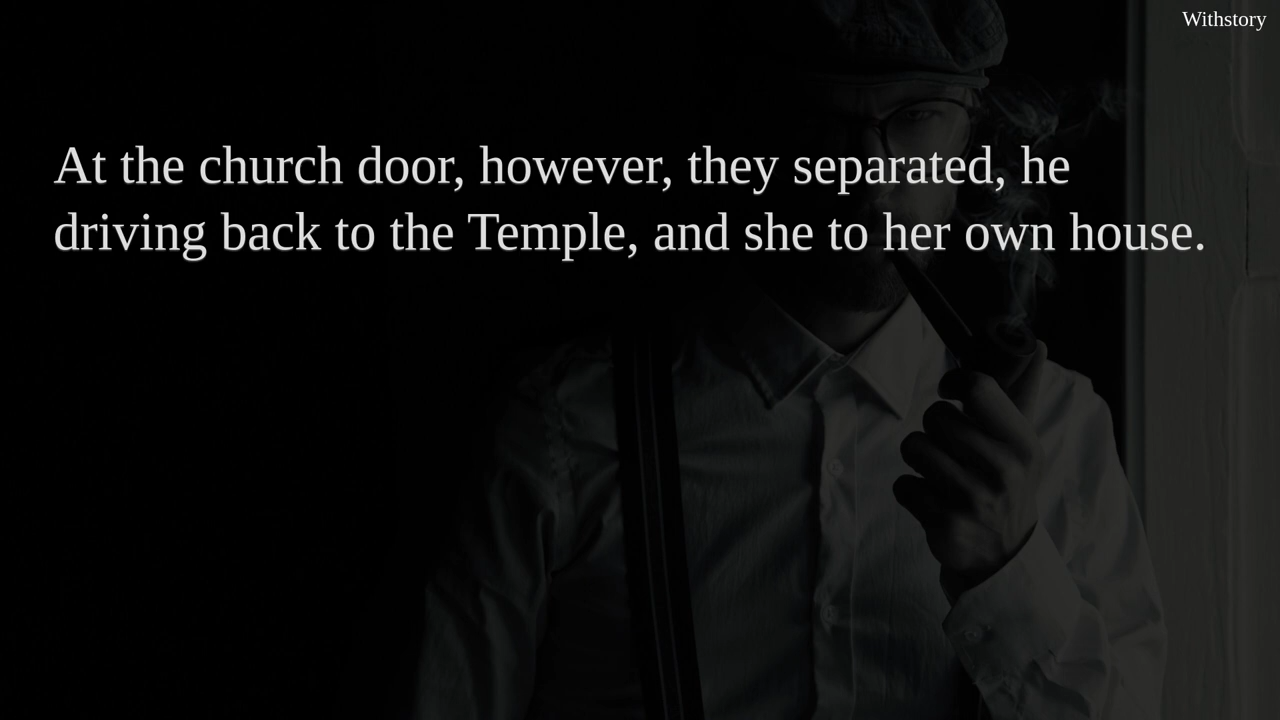 Withstory
At the church door, however, they separated, he
driving back to the Temple, and she to her own house.